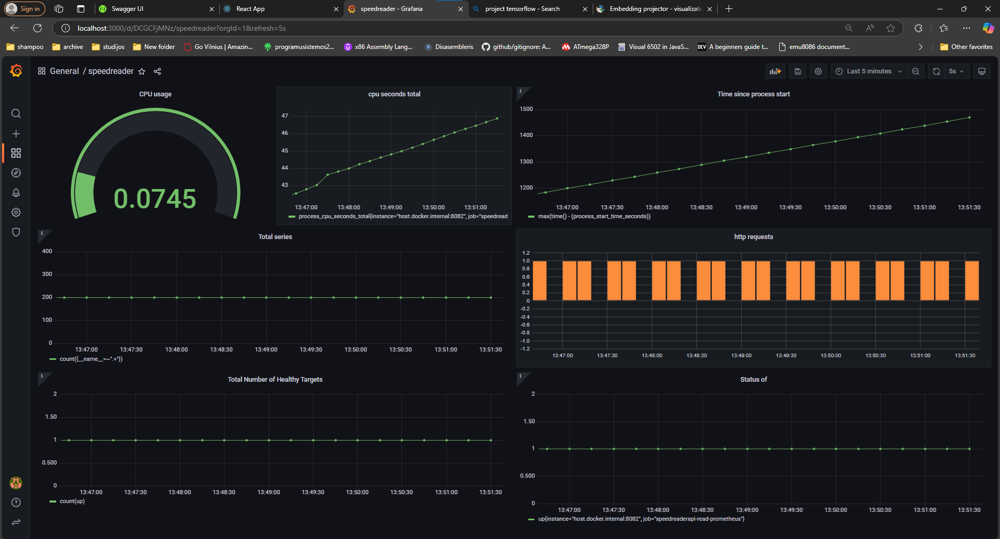 Sign in
Swagger UI
React App
speedreader - Grafana
project tensorflow - Search
Embedding projector - visualizati
localhost:3000/d/DCGCFjMNz/speedreader?orgId=1&refresh=5s
shampoo archive studijos New folder Go Vilnius | Amazin... programusistemos2... x86 Assembly Lang... Disasembleris github/gitignore: A... ATmega328P Visual 6502 in JavaS... DEV A beginners guide t... emu8086 document... Other favorites
General / speedreader
Last 5 minutes
5s
CPU usage
0.0745
cpu seconds total
47
46
45
44
43
13:47:00 13:48:00 13:49:00 13:50:00 13:51:00
process_cpu_seconds_total{instance="host.docker.internal:8082", job="speedread
Time since process start
1500
1400
1300
1200
13:47:00 13:47:30 13:48:00 13:48:30 13:49:00 13:49:30 13:50:00 13:50:30 13:51:00 13:51:30
max(time() - (process_start_time_seconds))
Total series
400
300
200
100
0
13:47:00 13:47:30 13:48:00 13:48:30 13:49:00 13:49:30 13:50:00 13:50:30 13:51:00 13:51:30
count({__name__=~".+"})
http requests
1.2
1.0
0.8
0.6
0.4
0.2
0
-0.2
-0.4
-0.6
-0.8
-1.0
-1.2
13:47:00 13:47:30 13:48:00 13:48:30 13:49:00 13:49:30 13:50:00 13:50:30 13:51:00 13:51:30
Total Number of Healthy Targets
2
1.50
1
0.500
0
13:47:00 13:47:30 13:48:00 13:48:30 13:49:00 13:49:30 13:50:00 13:50:30 13:51:00 13:51:30
count(up)
Status of
2
1.50
1
0.500
0
13:47:00 13:47:30 13:48:00 13:48:30 13:49:00 13:49:30 13:50:00 13:50:30 13:51:00 13:51:30
up{instance="host.docker.internal:8082", job="speedreaderapi-read-prometheus"}